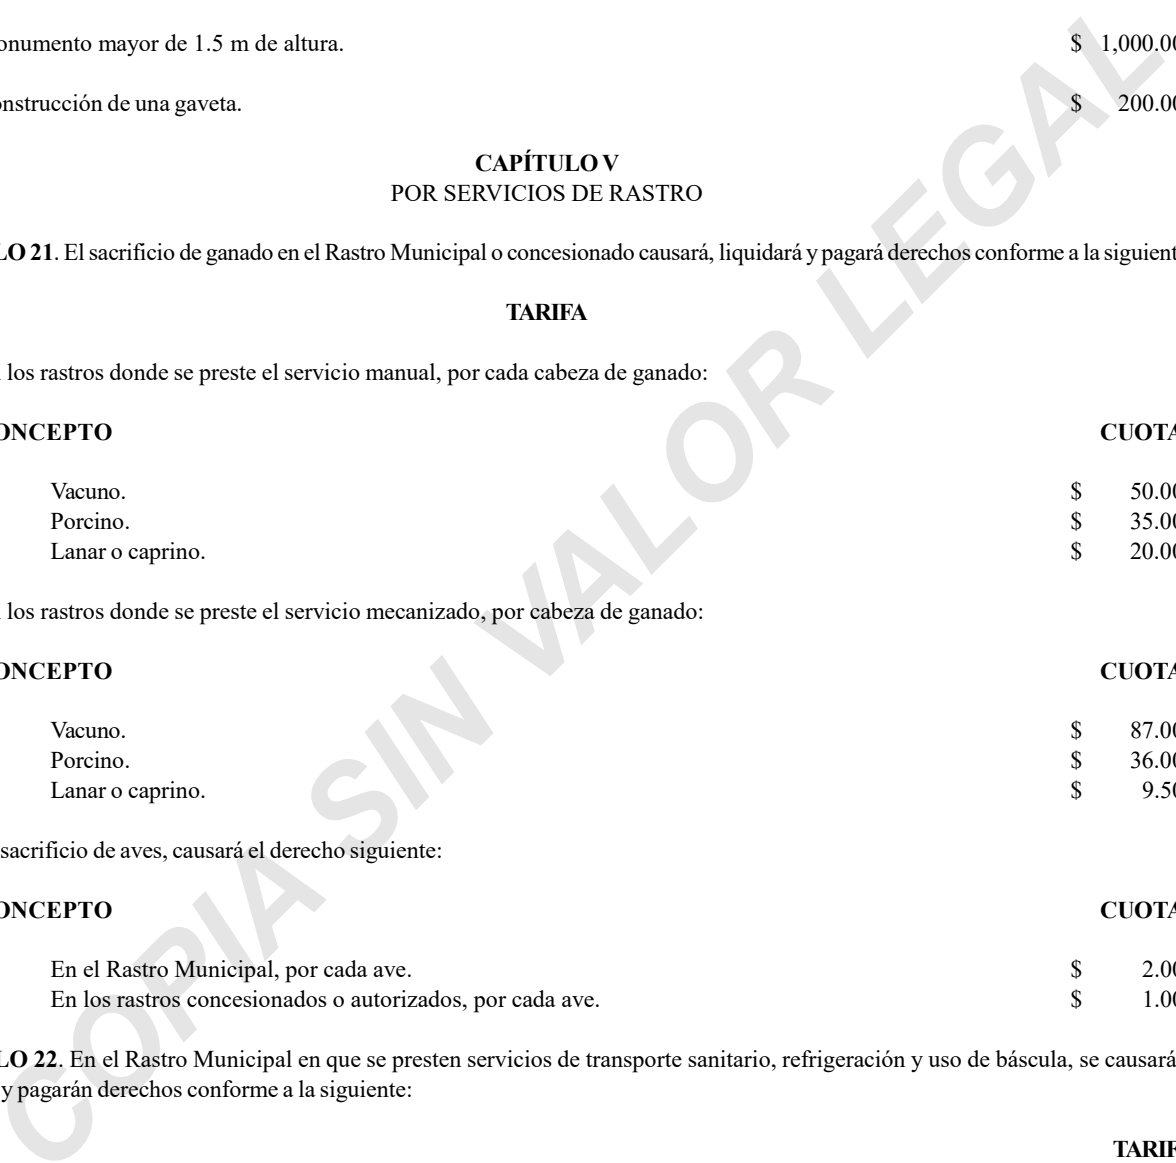 onumento mayor de 1.5 m de altura. $ 1,000.00
onstrucción de una gaveta. $ 200.00
CAPÍTULO V
POR SERVICIOS DE RASTRO
LO 21. El sacrificio de ganado en el Rastro Municipal o concesionado causará, liquidará y pagará derechos conforme a la siguient
TARIFA
los rastros donde se preste el servicio manual, por cada cabeza de ganado:
ONCEPTO CUOTA
Vacuno. $ 50.00
Porcino. $ 35.00
Lanar o caprino. $ 20.00
los rastros donde se preste el servicio mecanizado, por cabeza de ganado:
ONCEPTO CUOTA
Vacuno. $ 87.00
Porcino. $ 36.00
Lanar o caprino. $ 9.50
sacrificio de aves, causará el derecho siguiente:
ONCEPTO CUOTA
En el Rastro Municipal, por cada ave. $ 2.00
En los rastros concesionados o autorizados, por cada ave. $ 1.00
LO 22. En el Rastro Municipal en que se presten servicios de transporte sanitario, refrigeración y uso de báscula, se causará
y pagarán derechos conforme a la siguiente:
TARIF
COPIA SIN VALOR LEGAL